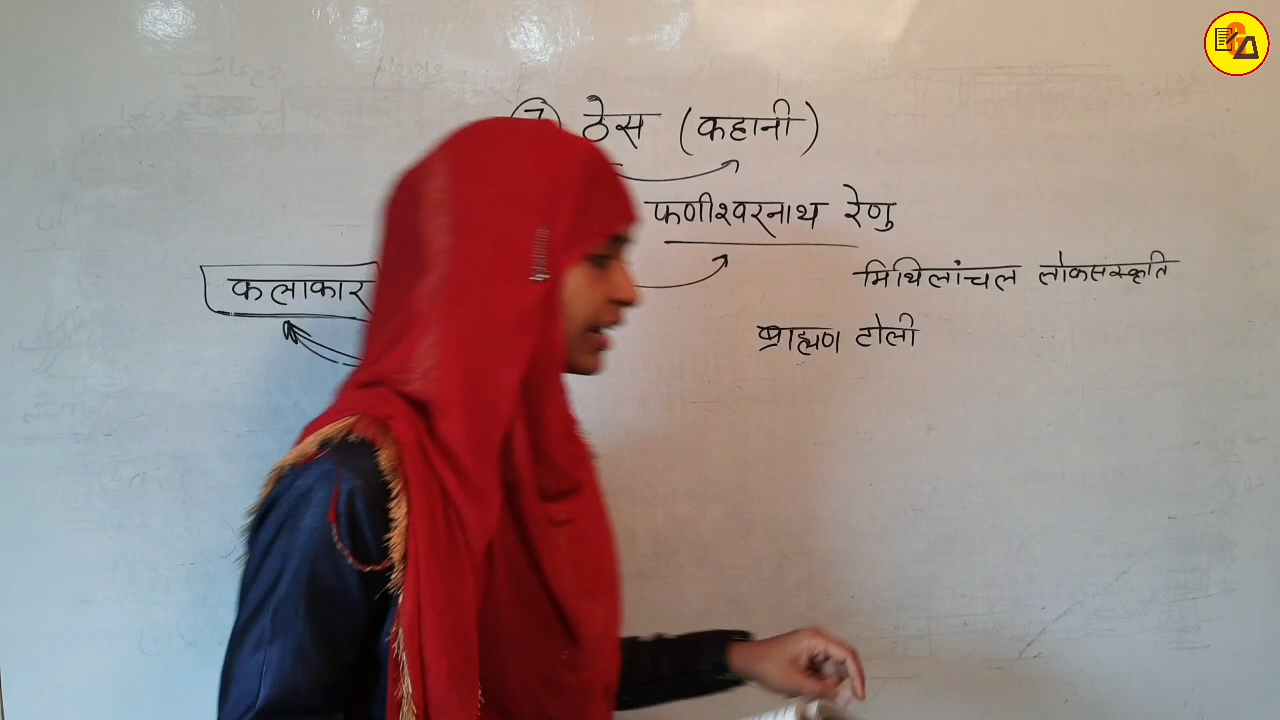 ठेस (कहानी)
फणीश्वरनाथ रेणु
मिथिलांचल लोकसंस्कृति
कलाकार
ब्राह्मण टोली